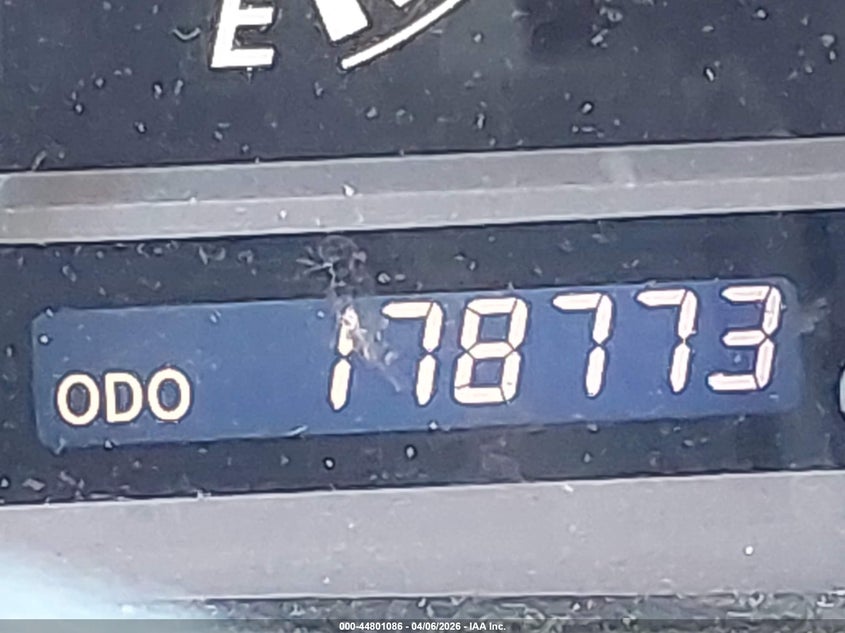 E
ODO 178773
000-44801086 - 04/06/2026 - IAA Inc.